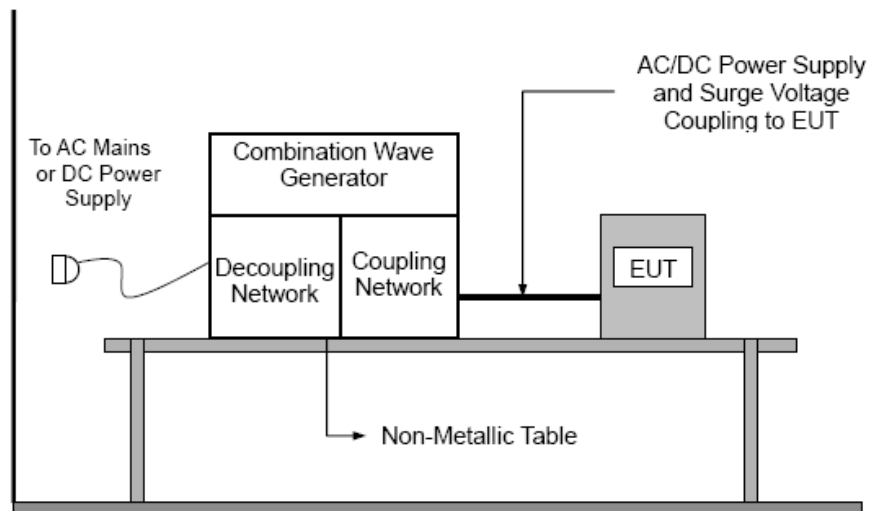 AC/DC Power Supply
and Surge Voltage
Coupling to EUT
To AC Mains
or DC Power
Supply
Combination Wave
Generator
Decoupling
Network
Coupling
Network
EUT
Non-Metallic Table